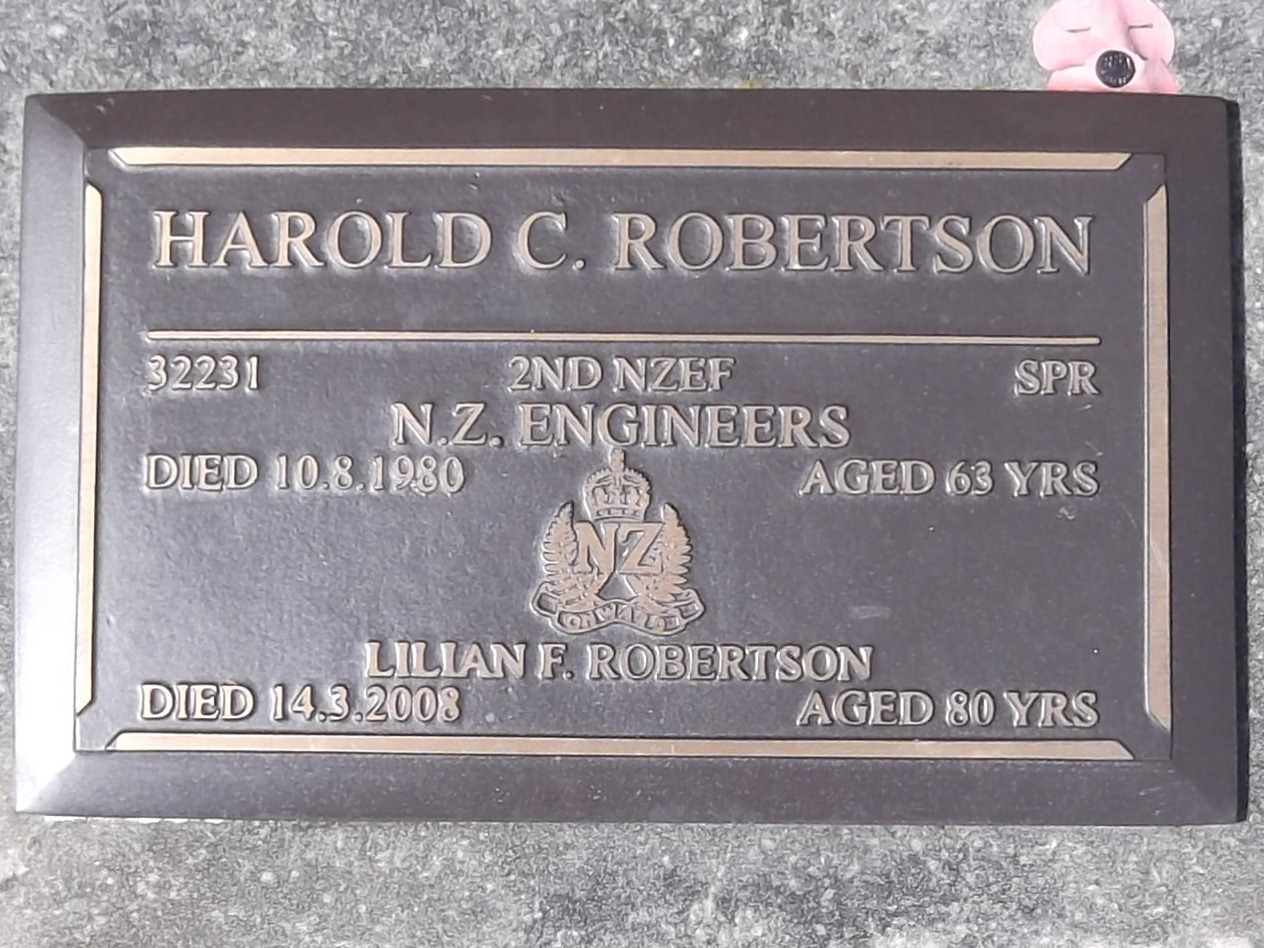 HAROLD C. ROBERTSON
32231 2ND NZEF SPR
N.Z. ENGINEERS
DIED 10.8.1980 AGED 63 YRS
NZ
ONWARD
LILIAN F. ROBERTSON
DIED 14.3.2008 AGED 80 YRS